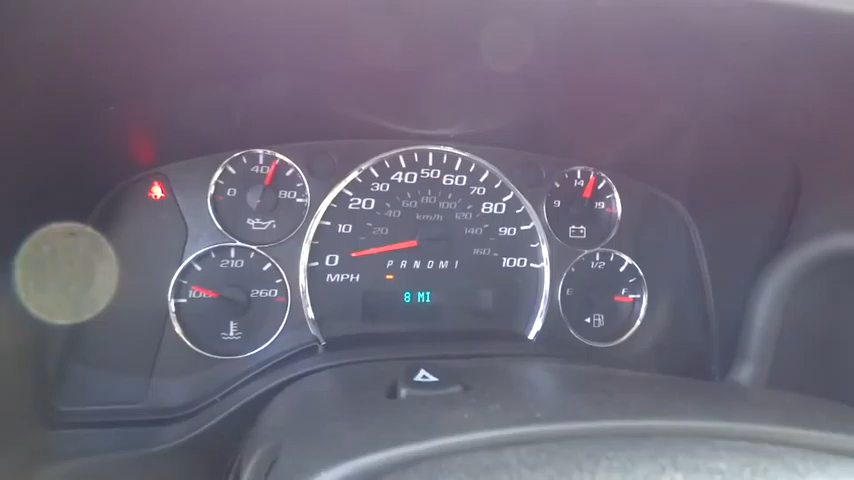 40
0 80
210
100 260
10 20 30 40 50 60 70 80 90 100
0
20 40 60 80 100 120 140 160
km/h
MPH
PRNDM1
8 MI
14
9 19
1/2
E F